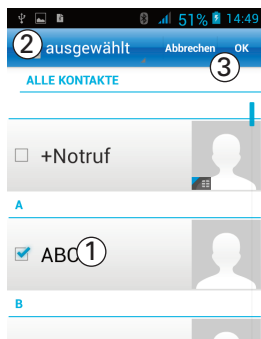 51% 14:49
2 ausgewählt Abbrechen OK
3
ALLE KONTAKTE
+Notruf
A
ABC 1
B